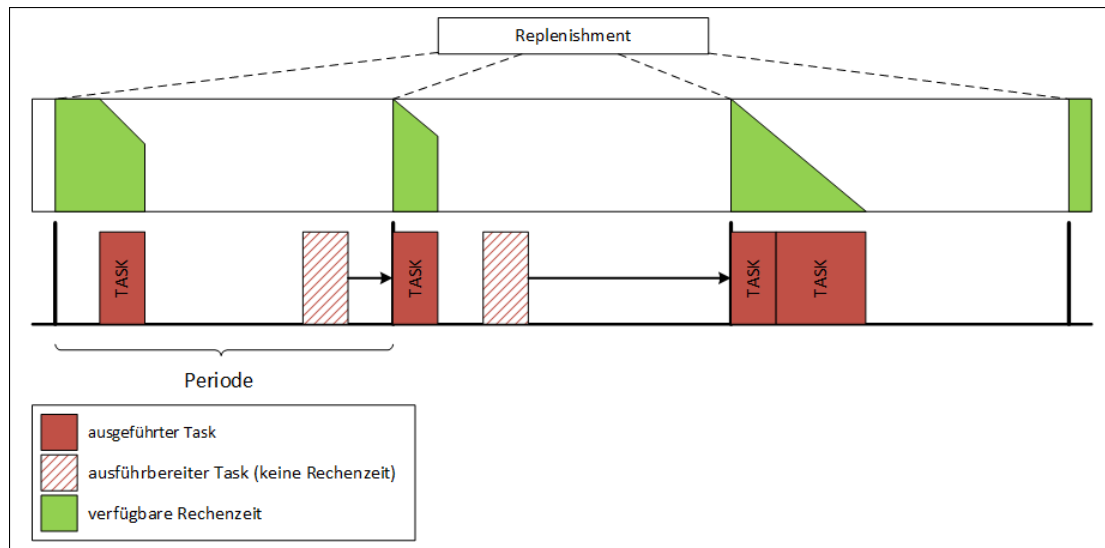 Replenishment
TASK
TASK
TASK
TASK
Periode
ausgeführter Task
ausführbereiter Task (keine Rechenzeit)
verfügbare Rechenzeit